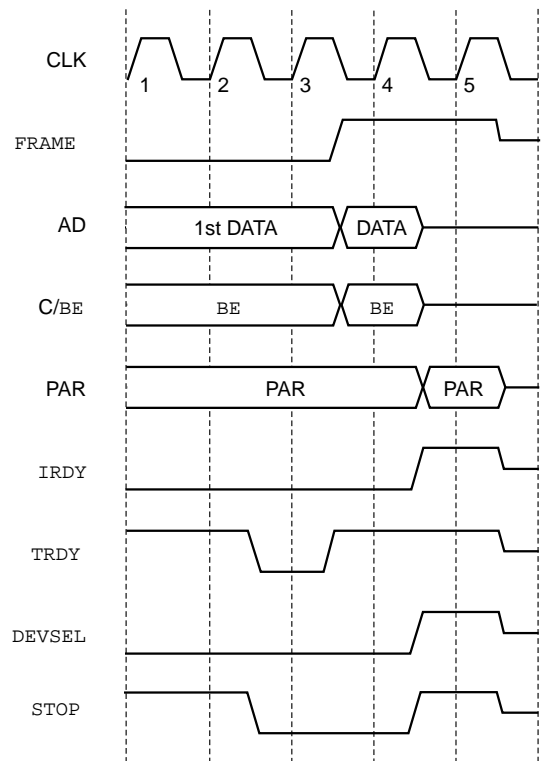 CLK
1 2 3 4 5
FRAME
AD 1st DATA DATA
C/BE BE BE
PAR PAR PAR
IRDY
TRDY
DEVSEL
STOP